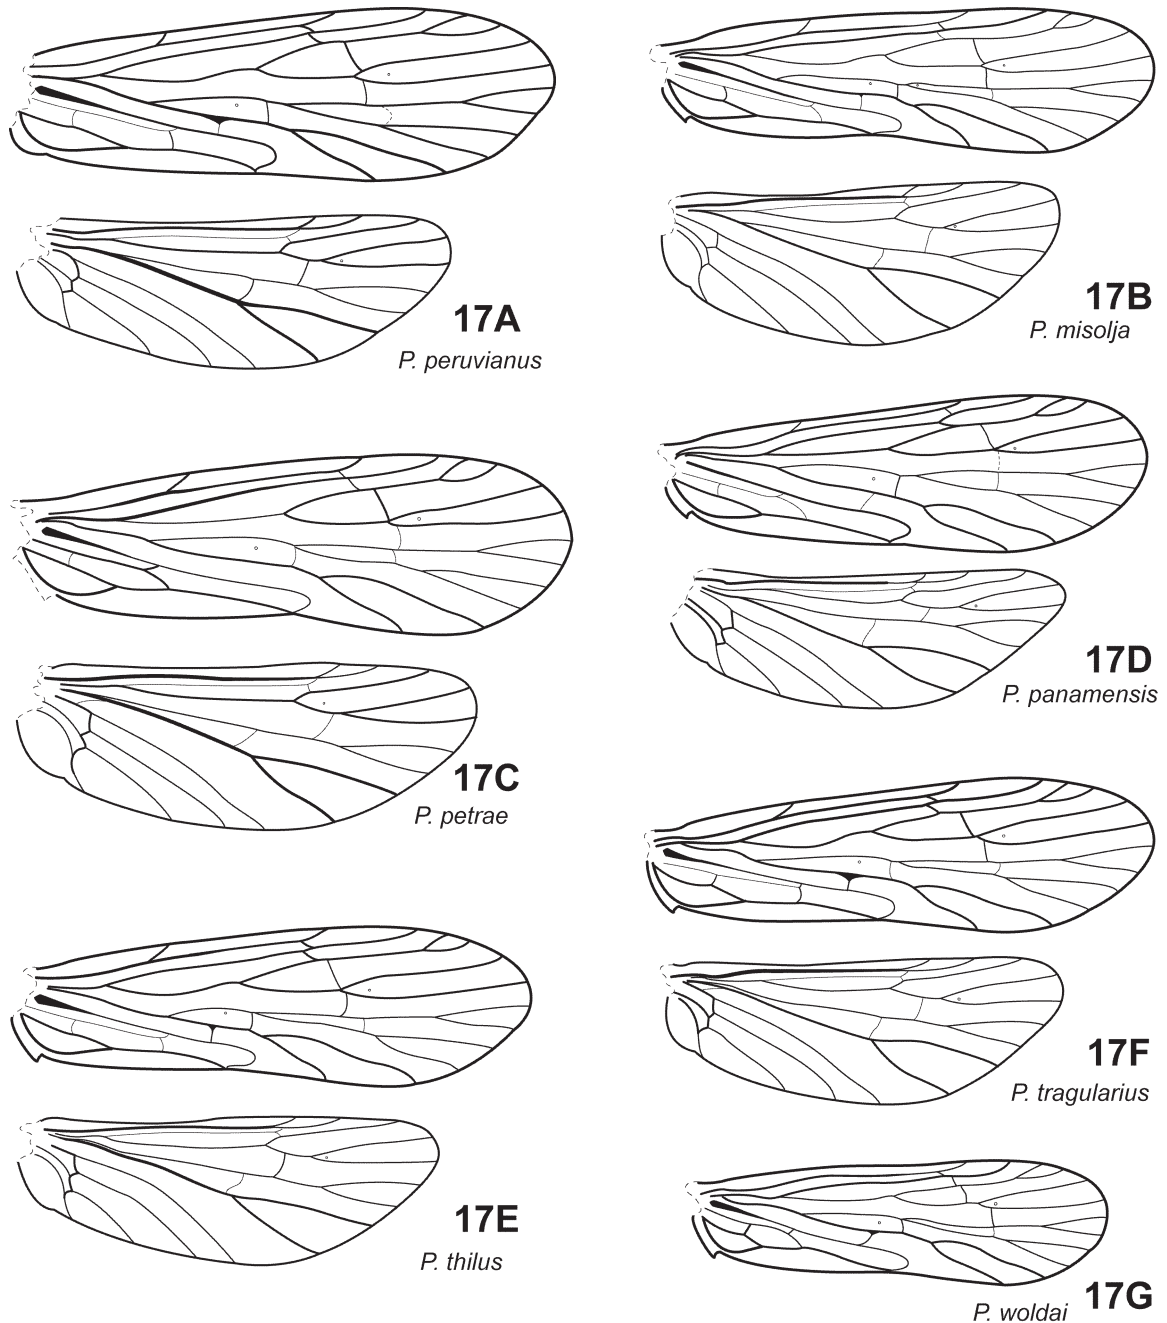 17A
P. peruvianus
17B
P. misolja
17C
P. petrae
17D
P. panamensis
17E
P. thilus
17F
P. tragularius
17G
P. woldai